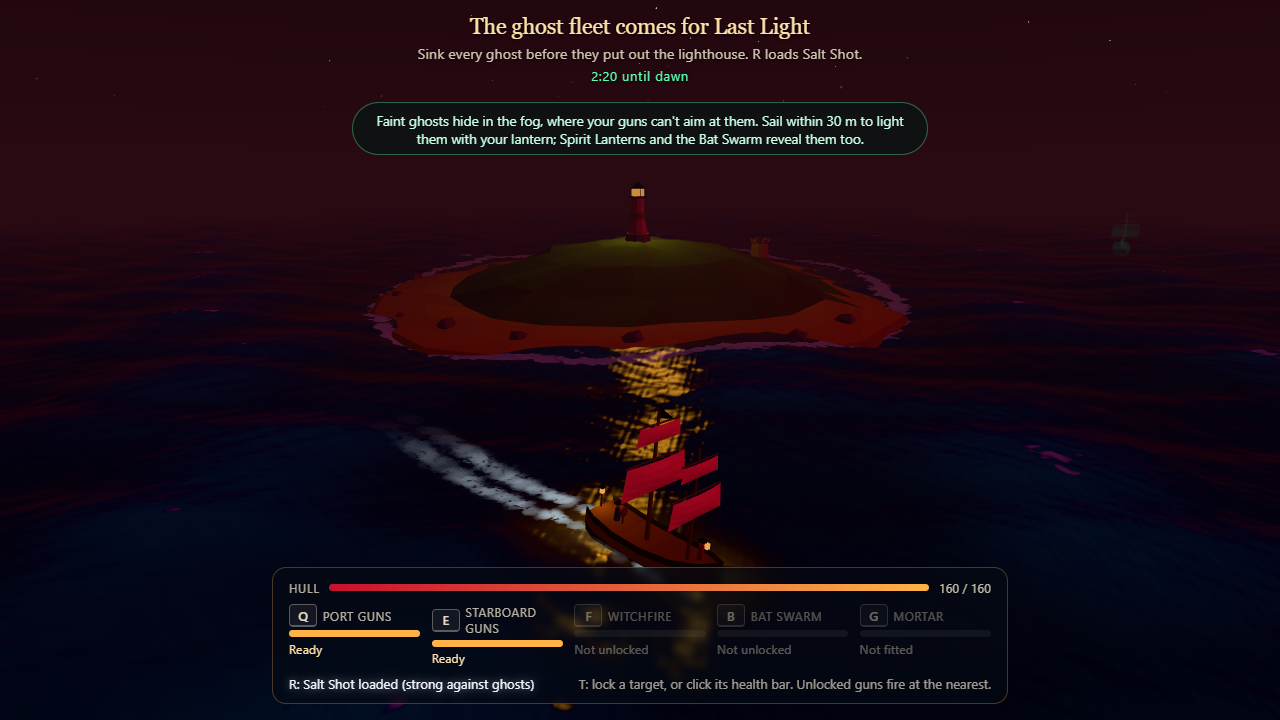 The ghost fleet comes for Last Light
Sink every ghost before they put out the lighthouse. R loads Salt Shot.
2:20 until dawn
Faint ghosts hide in the fog, where your guns can't aim at them. Sail within 30 m to light
them with your lantern; Spirit Lanterns and the Bat Swarm reveal them too.
HULL 160 / 160
Q PORT GUNS
Ready
E STARBOARD
GUNS
Ready
F WITCHFIRE
Not unlocked
B BAT SWARM
Not unlocked
G MORTAR
Not fitted
R: Salt Shot loaded (strong against ghosts)
T: lock a target, or click its health bar. Unlocked guns fire at the nearest.